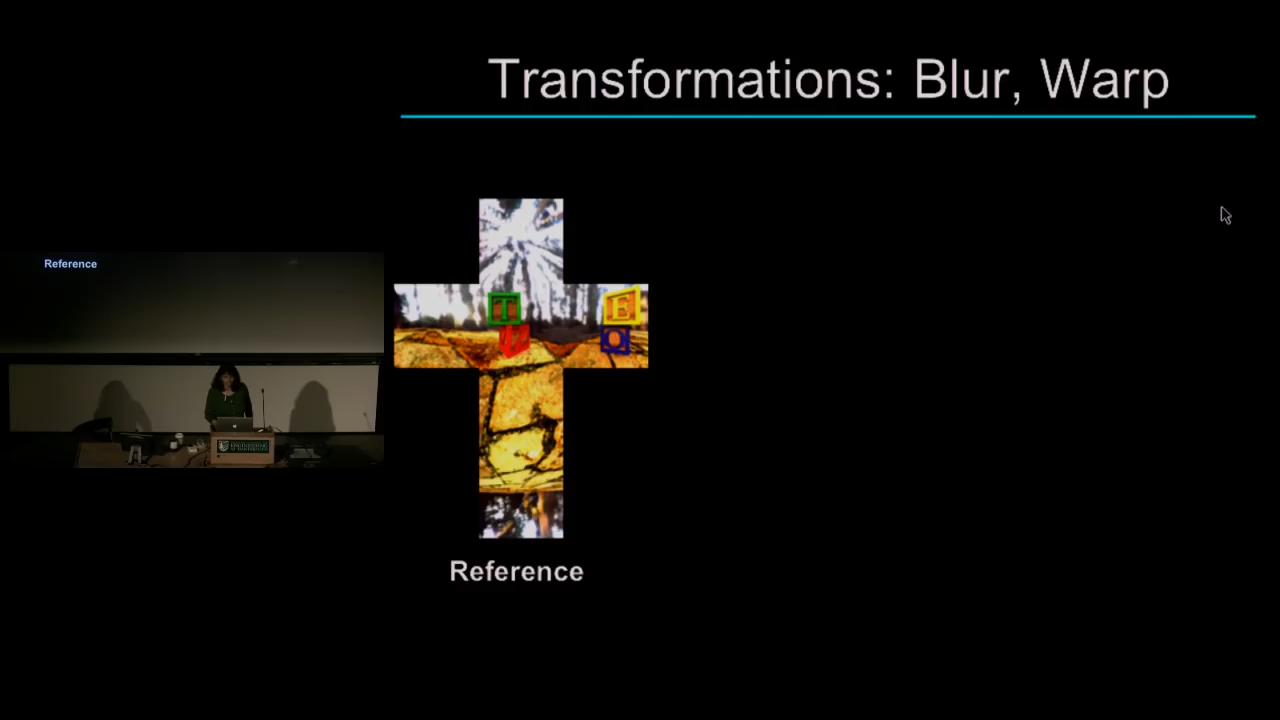 Transformations: Blur, Warp
Reference
T
E
O
Reference